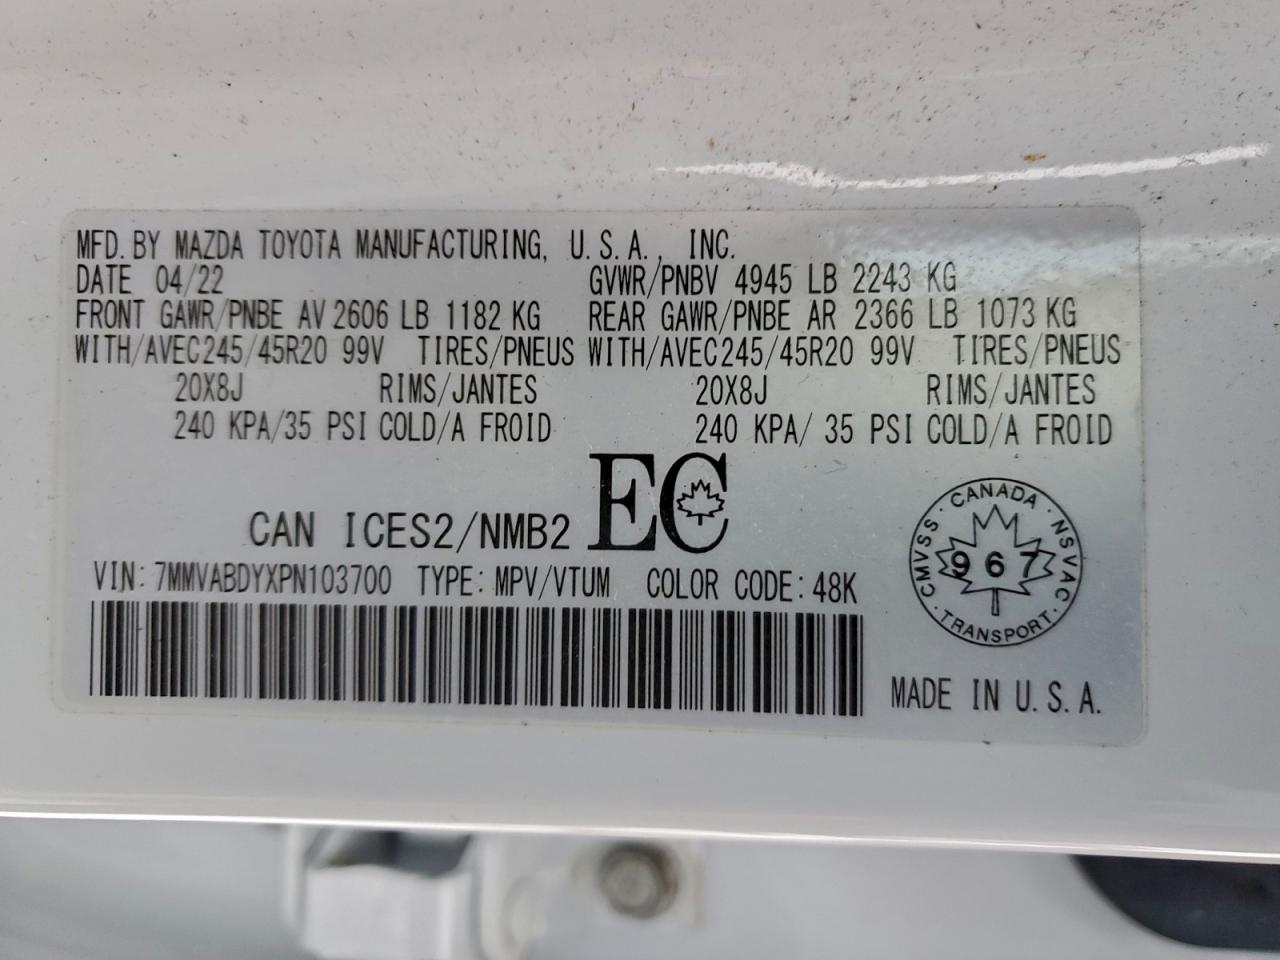 MFD. BY MAZDA TOYOTA MANUFACTURING, U.S.A., INC.
DATE 04/22 GVWR/PNBV 4945 LB 2243 KG
FRONT GAWR/PNBE AV 2606 LB 1182 KG REAR GAWR/PNBE AR 2366 LB 1073 KG
WITH/AVEC 245/45R20 99V TIRES/PNEUS WITH/AVEC 245/45R20 99V TIRES/PNEUS
20X8J RIMS/JANTES 20X8J RIMS/JANTES
240 KPA/35 PSI COLD/A FROID 240 KPA/ 35 PSI COLD/A FROID
CAN ICES2/NMB2 EC
CMVSS · CANADA · NSVAC · TRANSPORT ·
967
VIN: 7MMVABDYXPN103700 TYPE: MPV/VTUM COLOR CODE: 48K
MADE IN U.S.A.